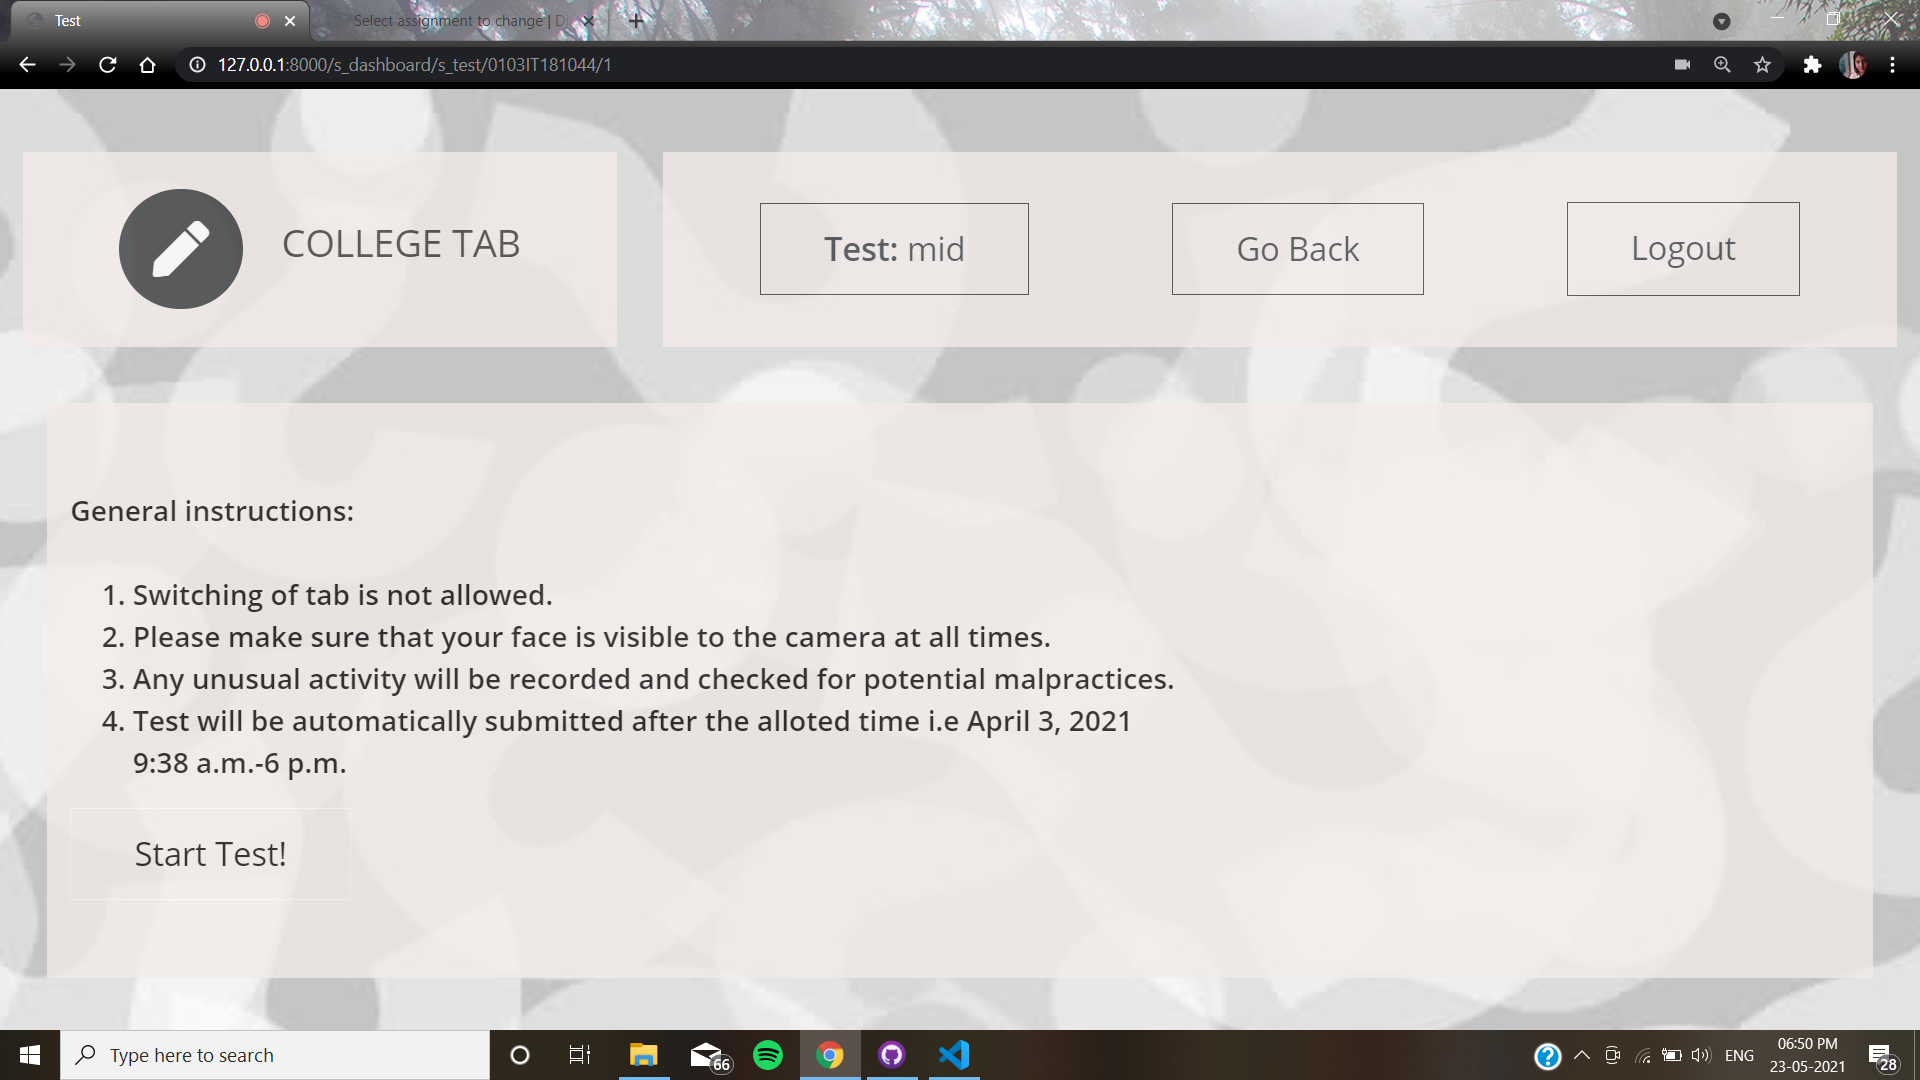 Test
Select assignment to change | Dj
127.0.0.1:8000/s_dashboard/s_test/0103IT181044/1
COLLEGE TAB
Test: mid
Go Back
Logout
General instructions:
1. Switching of tab is not allowed.
2. Please make sure that your face is visible to the camera at all times.
3. Any unusual activity will be recorded and checked for potential malpractices.
4. Test will be automatically submitted after the alloted time i.e April 3, 2021
9:38 a.m.-6 p.m.
Start Test!
Type here to search
66
ENG
06:50 PM
23-05-2021
28